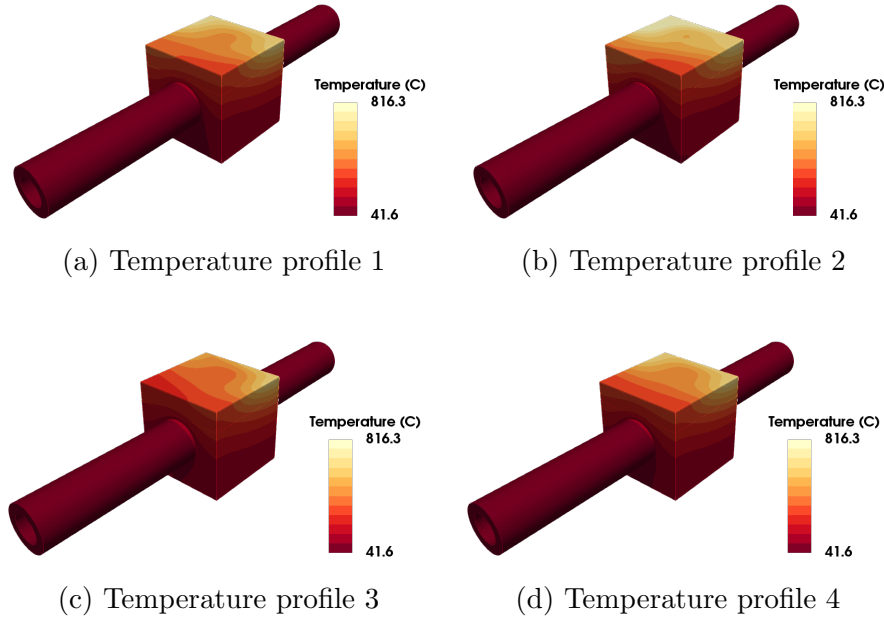 Temperature (C)
816.3
41.6
Temperature (C)
816.3
41.6
(a) Temperature profile 1
(b) Temperature profile 2
Temperature (C)
816.3
41.6
Temperature (C)
816.3
41.6
(c) Temperature profile 3
(d) Temperature profile 4